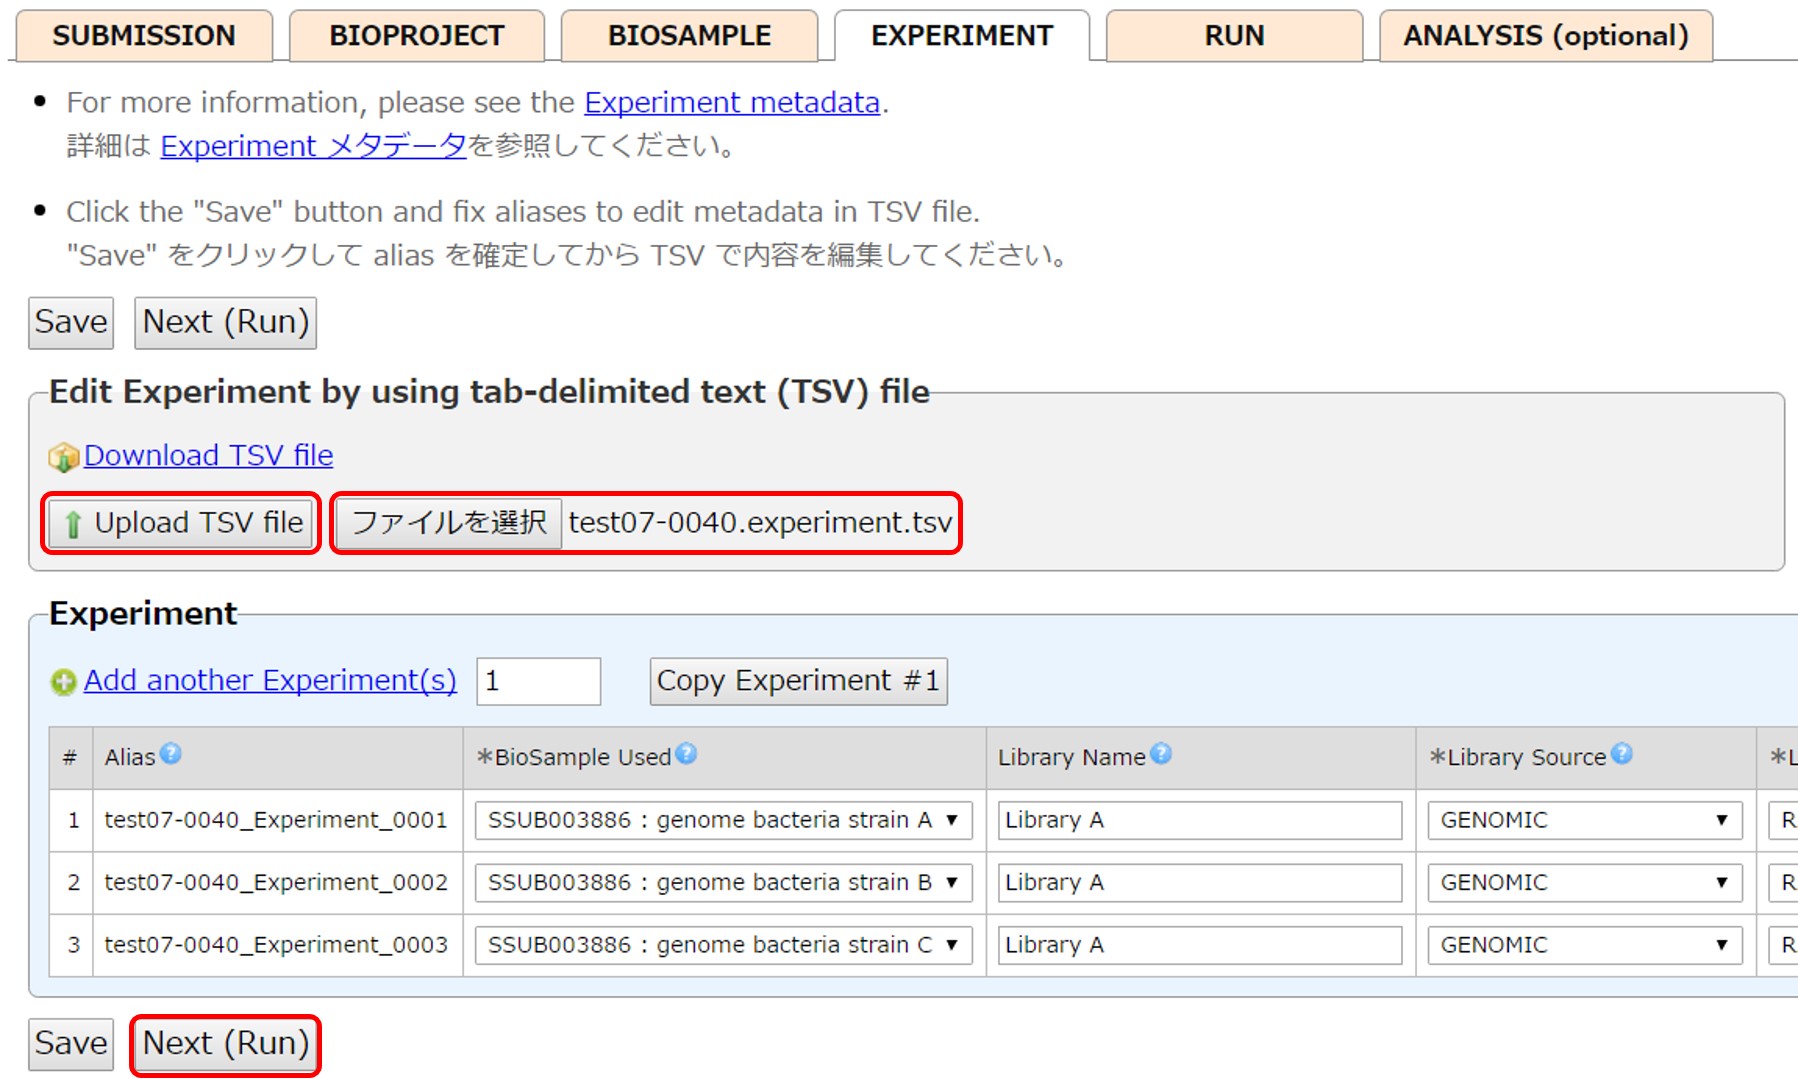 SUBMISSION BIOPROJECT BIOSAMPLE EXPERIMENT RUN ANALYSIS (optional)
For more information, please see the Experiment metadata.
詳細は Experiment メタデータを参照してください。
Click the "Save" button and fix aliases to edit metadata in TSV file.
"Save" をクリックして alias を確定してから TSV で内容を編集してください。
Save Next (Run)
Edit Experiment by using tab-delimited text (TSV) file
Download TSV file
Upload TSV file ファイルを選択 test07-0040.experiment.tsv
Experiment
Add another Experiment(s) 1 Copy Experiment #1
# Alias *BioSample Used Library Name *Library Source *L
1 test07-0040_Experiment_0001 SSUB003886 : genome bacteria strain A Library A GENOMIC R
2 test07-0040_Experiment_0002 SSUB003886 : genome bacteria strain B Library A GENOMIC R
3 test07-0040_Experiment_0003 SSUB003886 : genome bacteria strain C Library A GENOMIC R
Save Next (Run)